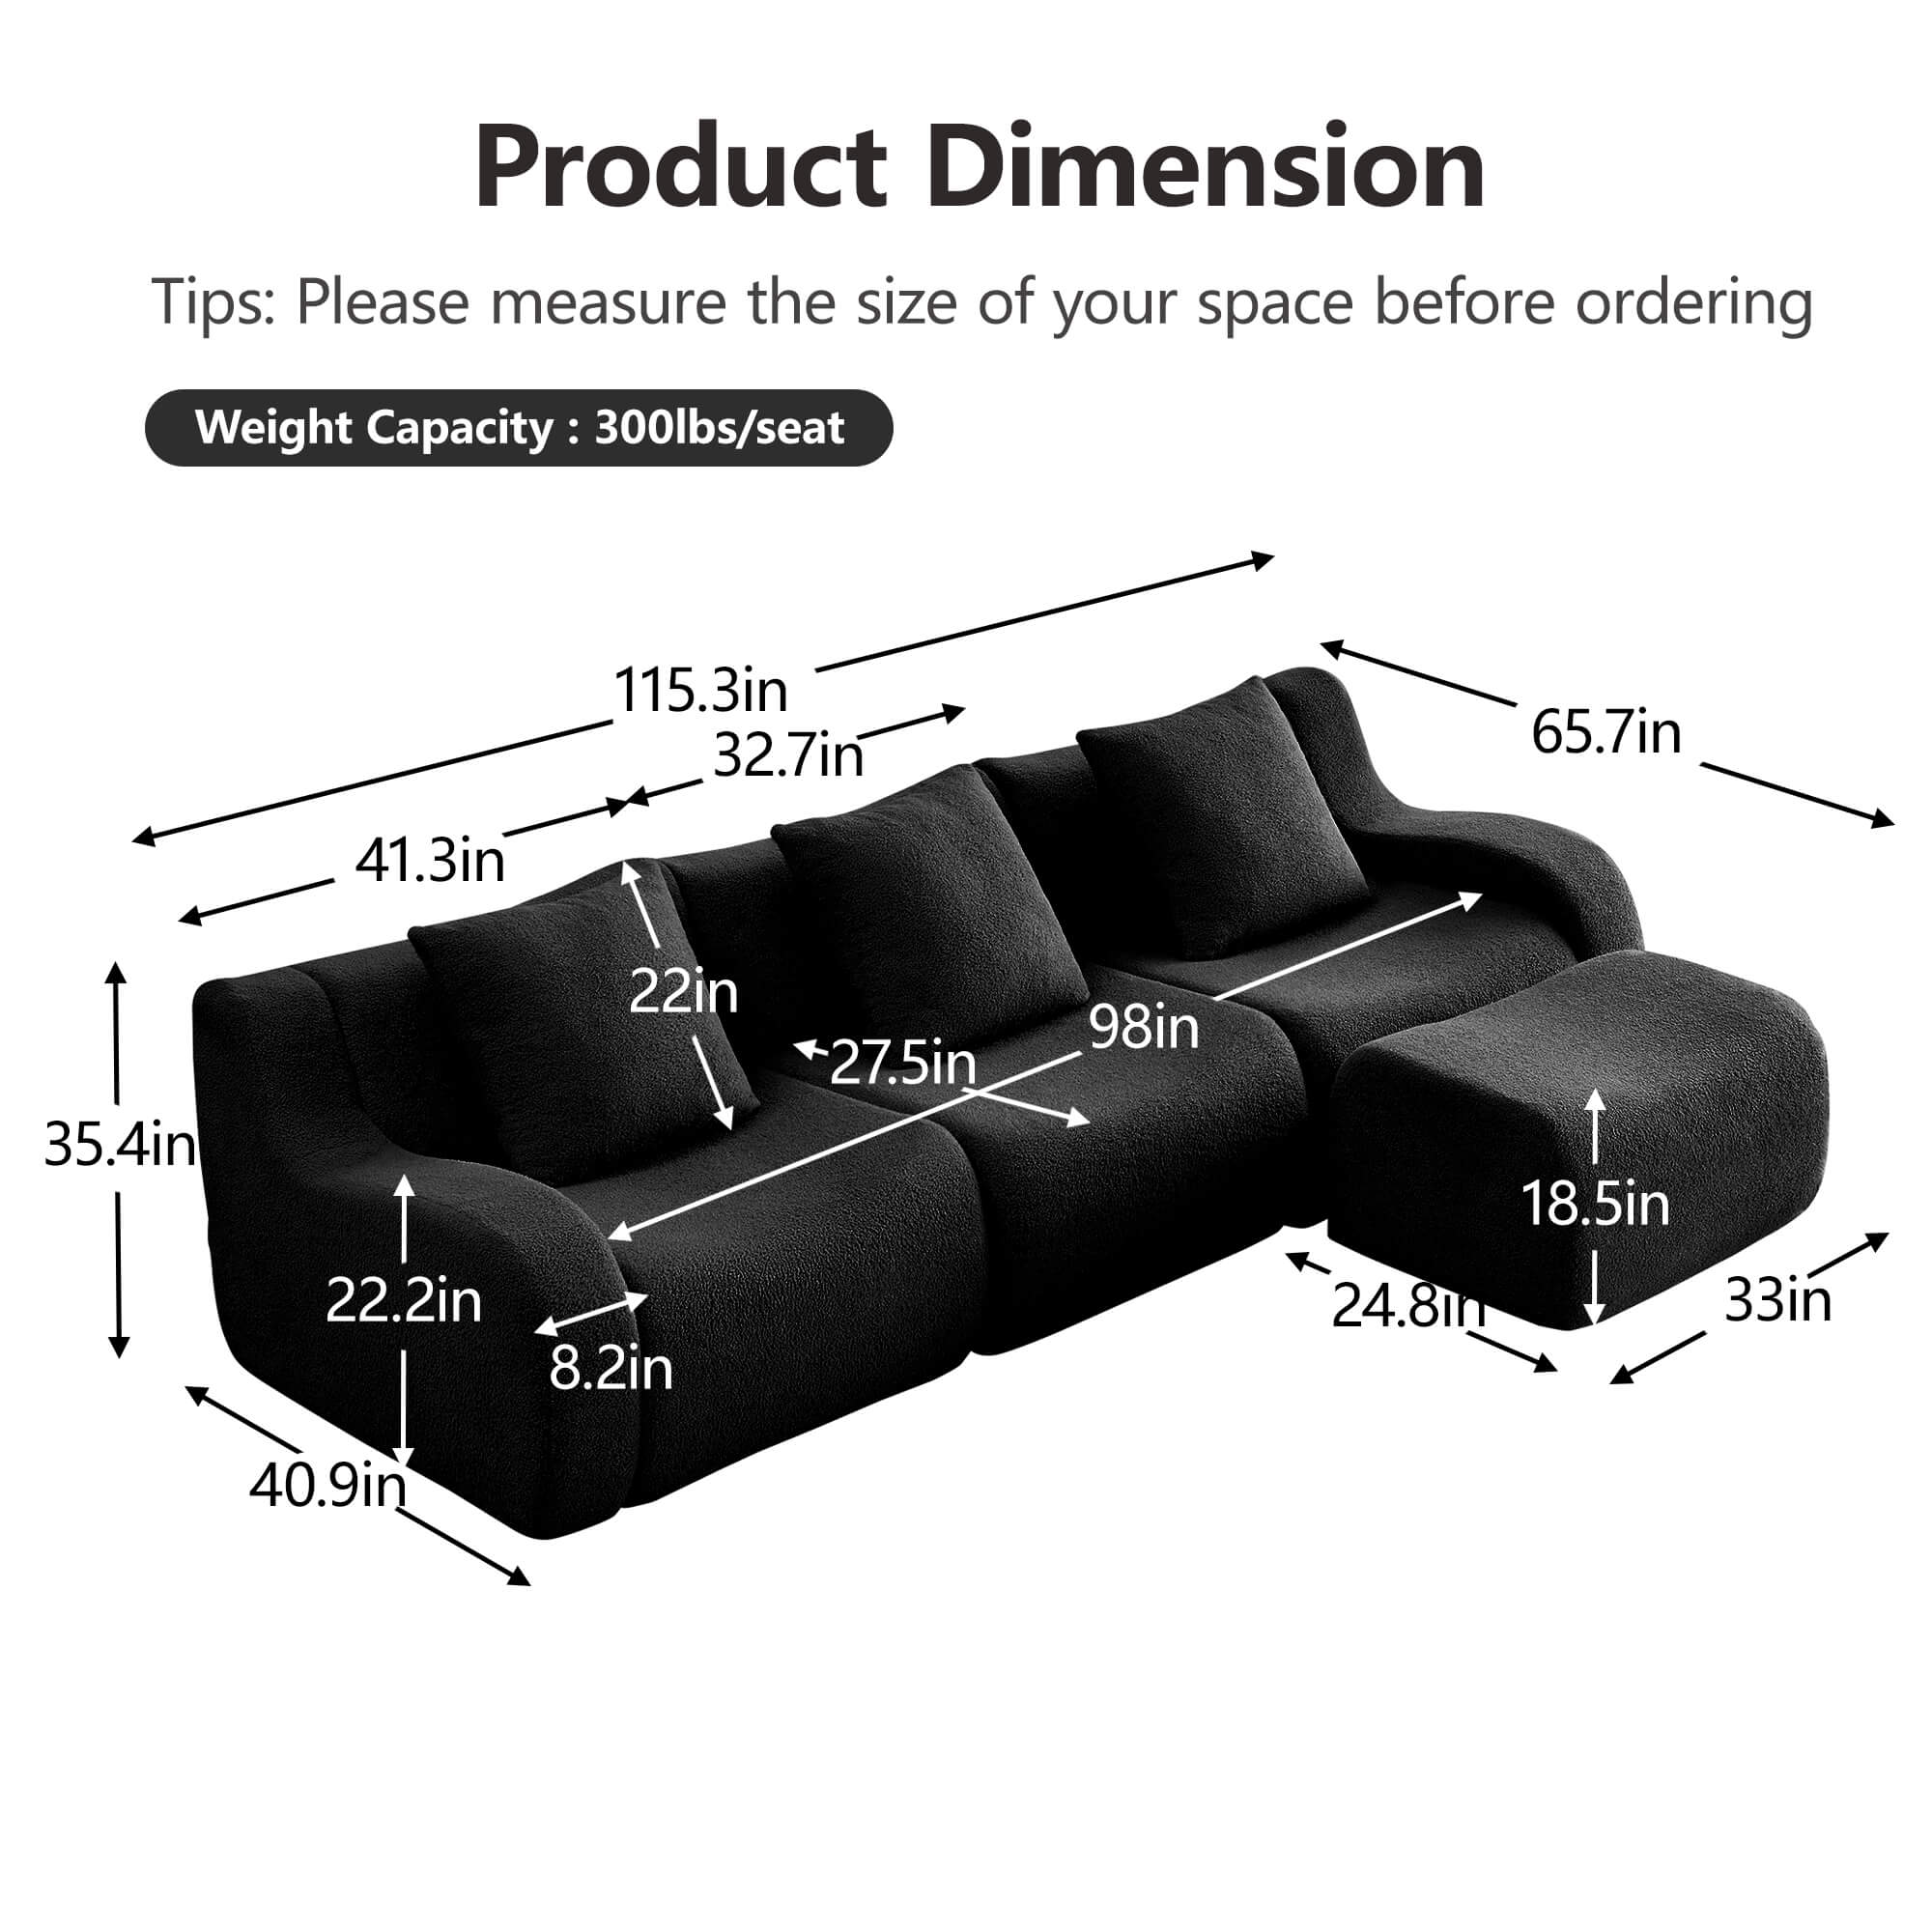 Product Dimension
Tips: Please measure the size of your space before ordering
Weight Capacity : 300lbs/seat
115.3in
32.7in
65.7in
41.3in
22in
98in
27.5in
35.4in
18.5in
22.2in
24.8in
33in
8.2in
40.9in